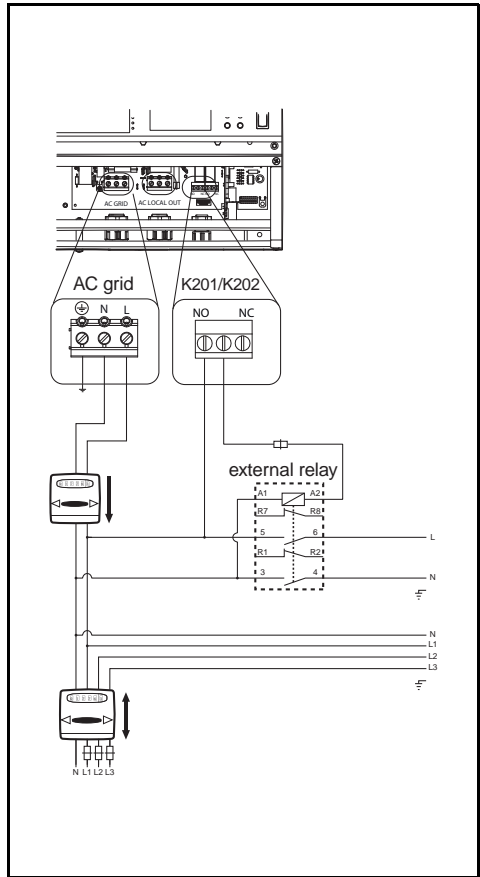 AC GRID AC LOCAL OUT
AC grid
N L
K201/K202
NO NC
external relay
A1 A2
R7 R8
5 6
L
R1 R2
3 4
N
N
L1
L2
L3
N L1 L2 L3